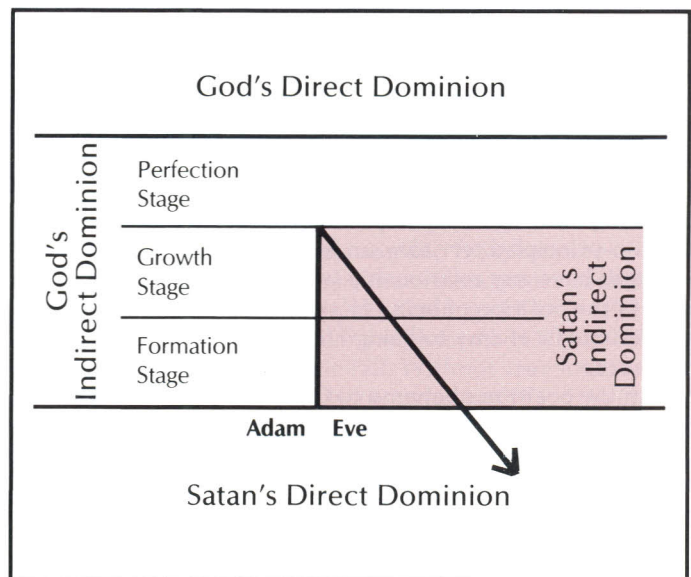 God's Direct Dominion
God's
Indirect Dominion
Perfection
Stage
Growth
Stage
Formation
Stage
Satan's
Indirect
Dominion
Adam Eve
Satan's Direct Dominion